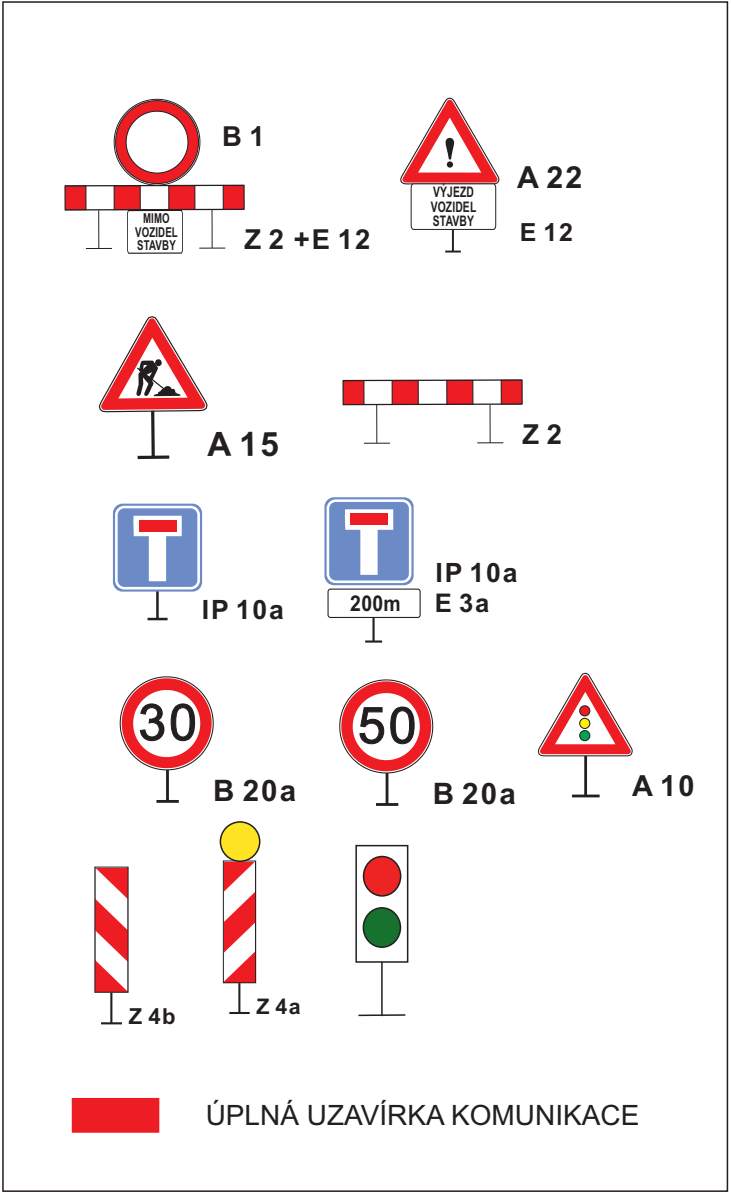 B 1
MIMO
VOZIDEL
STAVBY
Z 2 +E 12
!
VÝJEZD
VOZIDEL
STAVBY
A 22
E 12
A 15
Z 2
IP 10a
200m
IP 10a
E 3a
30
B 20a
50
B 20a
A 10
Z 4b
Z 4a
ÚPLNÁ UZAVÍRKA KOMUNIKACE